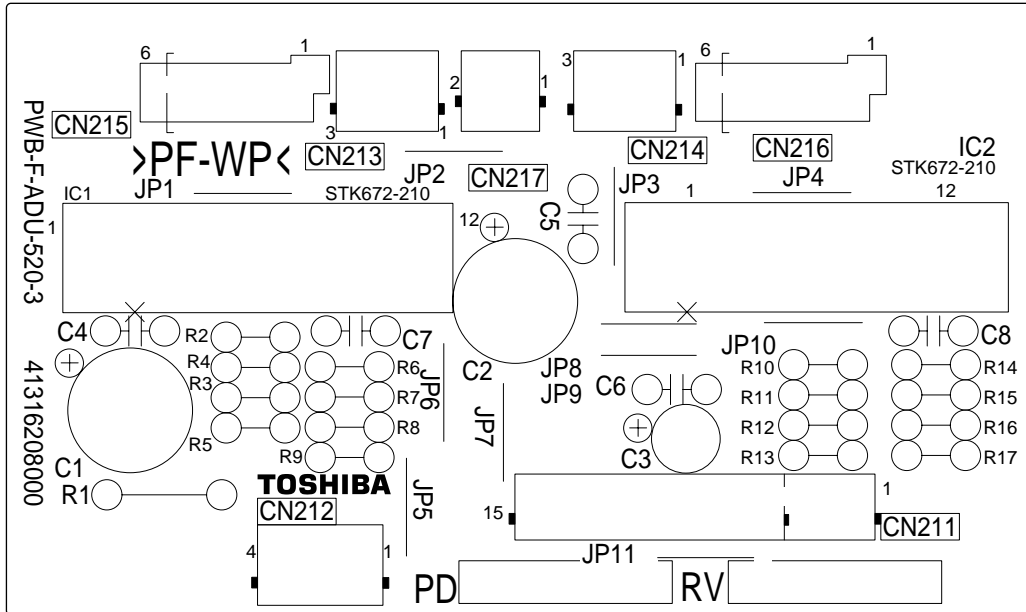 6
1
2
1
3
1
6
1
3
1
CN215
>PF-WP<
CN213
CN214
CN216
IC2
PWB-F-ADU-520-3
JP1
JP2
CN217
JP3
JP4
STK672-210
IC1
STK672-210
1
12
C5
1
12
C4
R2
C7
C8
R4
R6
C2
JP8
JP10
R10
R14
R3
R7
JP6
JP9
C6
R11
R15
R5
R8
JP7
R12
R16
41316208000
C1
R9
C3
R13
R17
R1
TOSHIBA
JP5
CN212
15
1
CN211
4
1
JP11
PD
RV